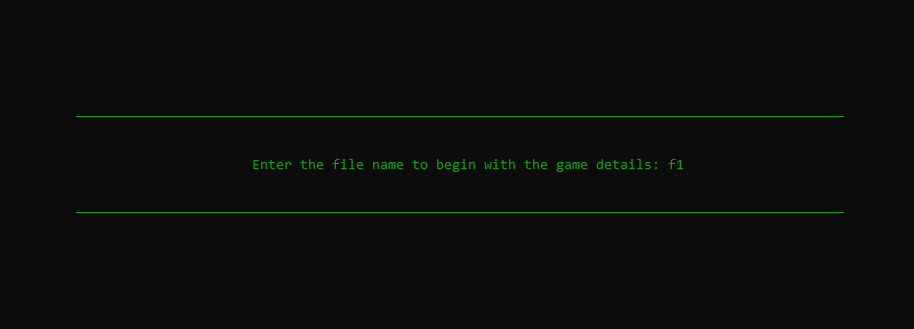 Enter the file name to begin with the game details: f1